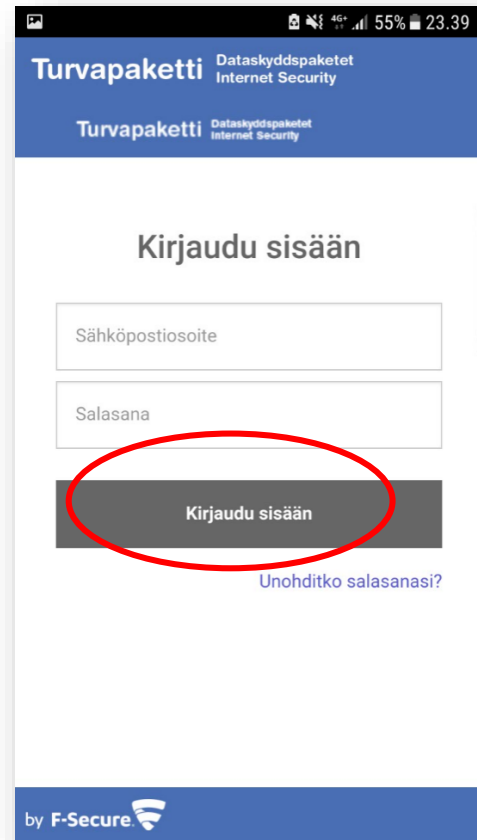 4G+ 55% 23.39
Turvapaketti Dataskyddspaketet
Internet Security
Turvapaketti Dataskyddspaketet
Internet Security
Kirjaudu sisään
Sähköpostiosoite
Salasana
Kirjaudu sisään
Unohditko salasanasi?
by F-Secure.